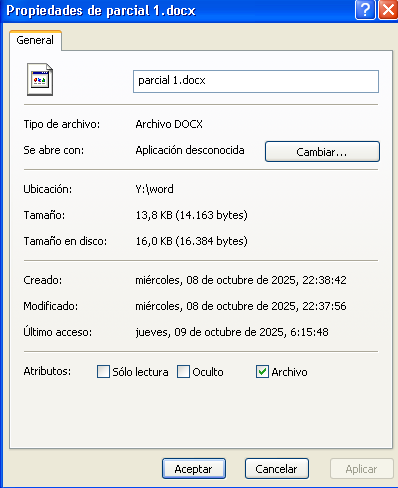 Propiedades de parcial 1.docx
General
parcial 1.docx
Tipo de archivo: Archivo DOCX
Se abre con: Aplicación desconocida Cambiar...
Ubicación: Y:\word
Tamaño: 13,8 KB (14.163 bytes)
Tamaño en disco: 16,0 KB (16.384 bytes)
Creado: miércoles, 08 de octubre de 2025, 22:38:42
Modificado: miércoles, 08 de octubre de 2025, 22:37:56
Último acceso: jueves, 09 de octubre de 2025, 6:15:48
Atributos: Sólo lectura Oculto Archivo
Aceptar Cancelar Aplicar